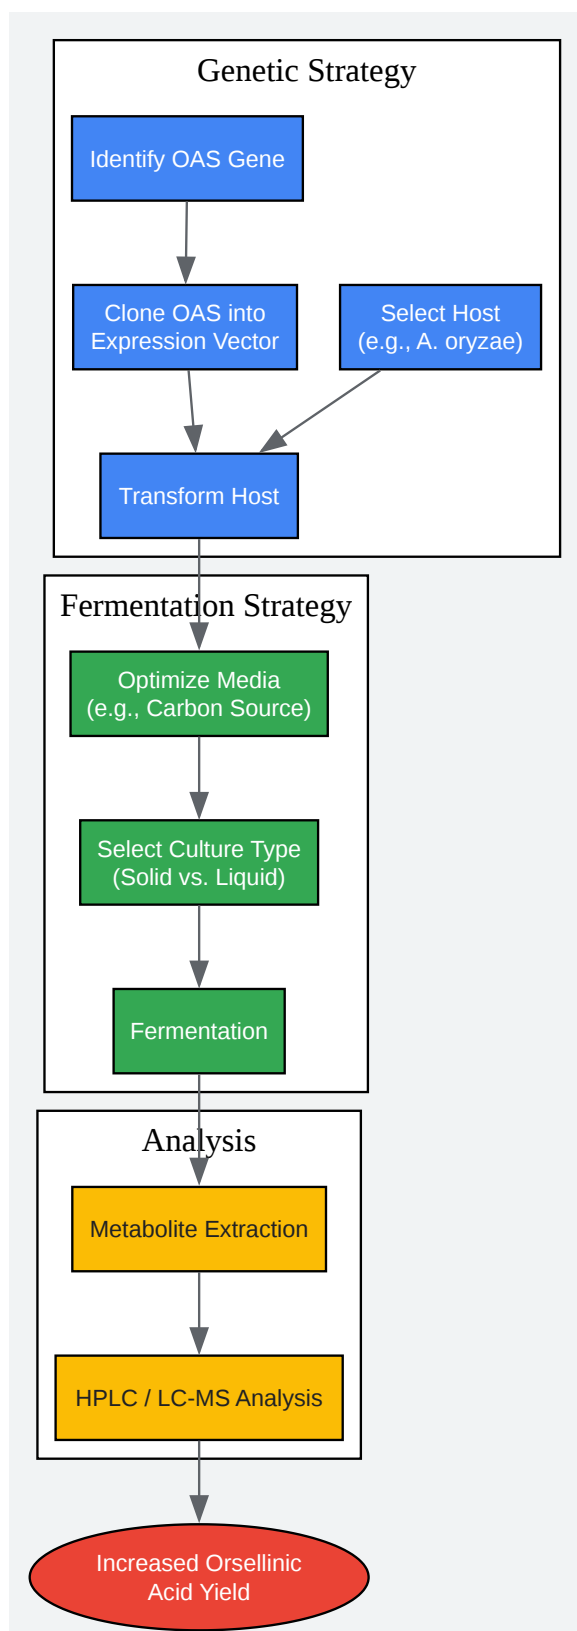 Genetic Strategy
Identify OAS Gene
Clone OAS into
Expression Vector
Select Host
(e.g., A. oryzae)
Transform Host
Fermentation Strategy
Optimize Media
(e.g., Carbon Source)
Select Culture Type
(Solid vs. Liquid)
Fermentation
Analysis
Metabolite Extraction
HPLC / LC-MS Analysis
Increased Orsellinic
Acid Yield